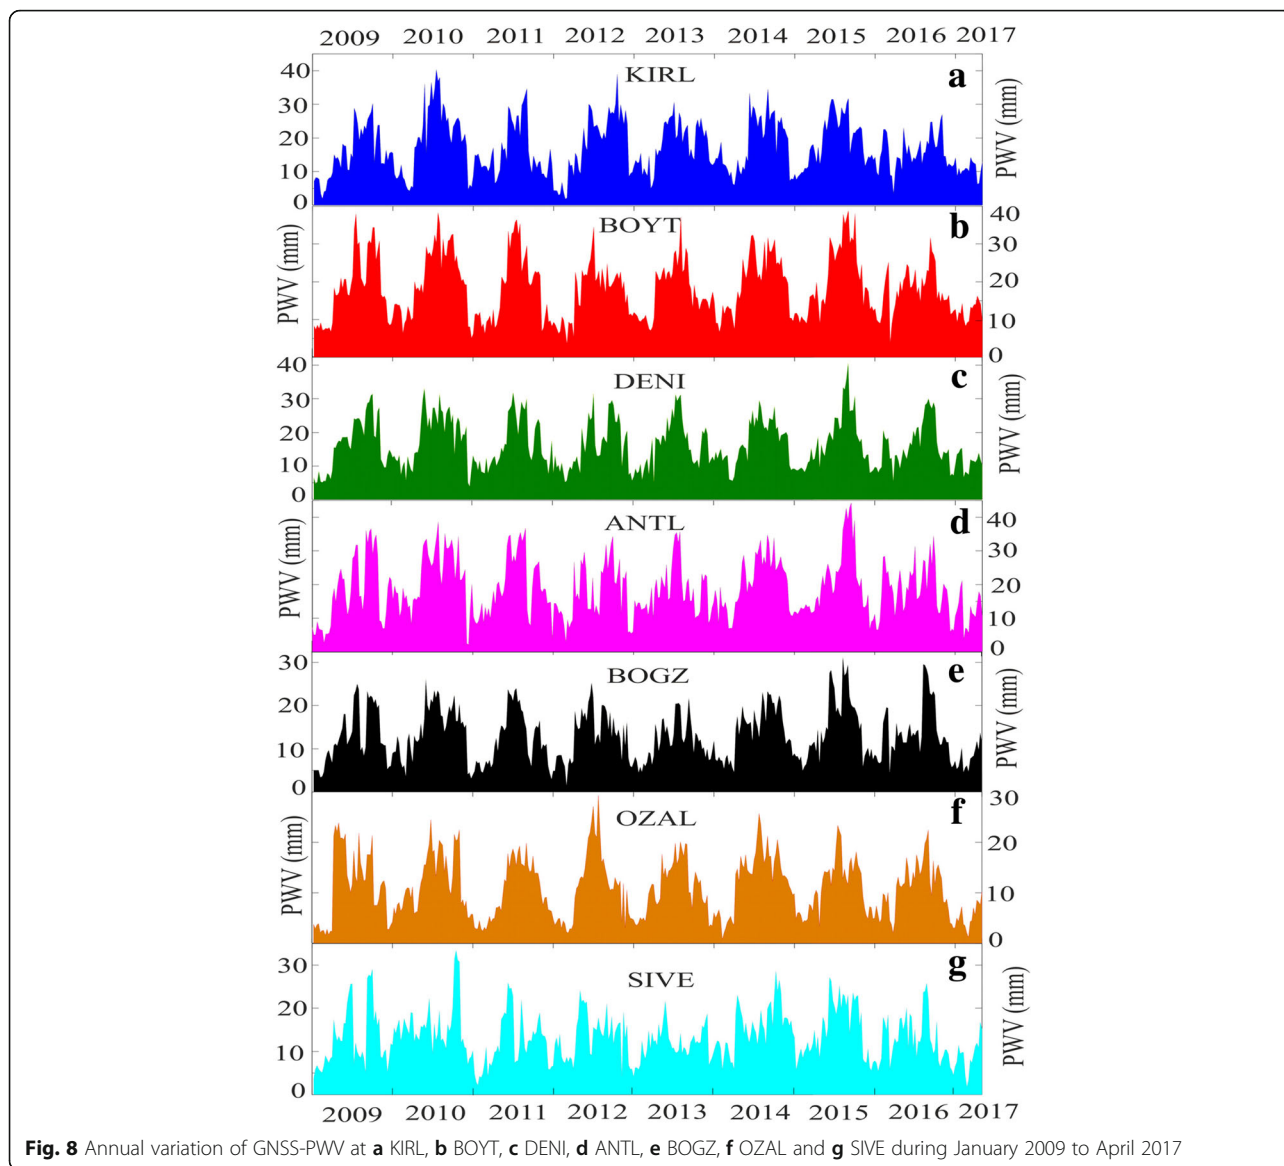 2009 2010 2011 2012 2013 2014 2015 2016 2017
40 KIRL a
30
20
10
0
PWV (mm)
BOYT b 40
30
20
10
0
PWV (mm)
40 DENI c
30
20
10
0
PWV (mm)
ANTL d 40
30
20
10
0
PWV (mm)
30 BOGZ e
20
10
0
PWV (mm)
OZAL f 30
20
10
0
PWV (mm)
30 SIVE g
20
10
0
PWV (mm)
2009 2010 2011 2012 2013 2014 2015 2016 2017
Fig. 8 Annual variation of GNSS-PWV at a KIRL, b BOYT, c DENI, d ANTL, e BOGZ, f OZAL and g SIVE during January 2009 to April 2017